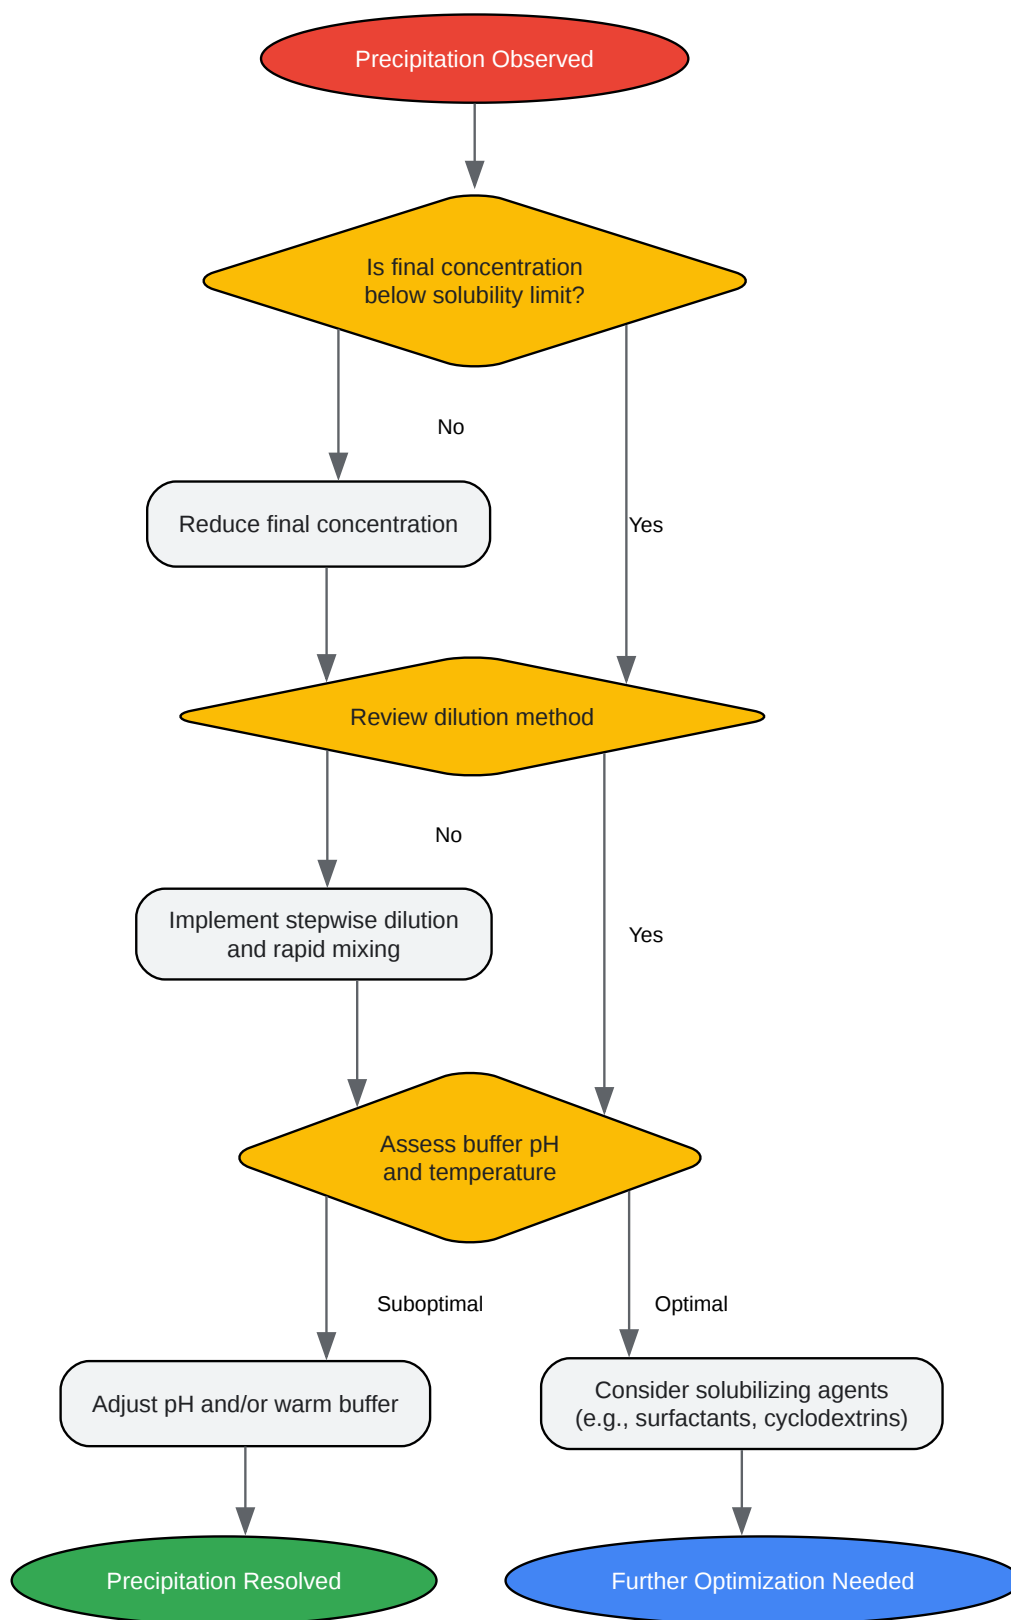 Precipitation Observed
Is final concentration
below solubility limit?
No
Reduce final concentration
Yes
Review dilution method
No
Implement stepwise dilution
and rapid mixing
Yes
Assess buffer pH
and temperature
Suboptimal
Optimal
Adjust pH and/or warm buffer
Consider solubilizing agents
(e.g., surfactants, cyclodextrins)
Precipitation Resolved
Further Optimization Needed